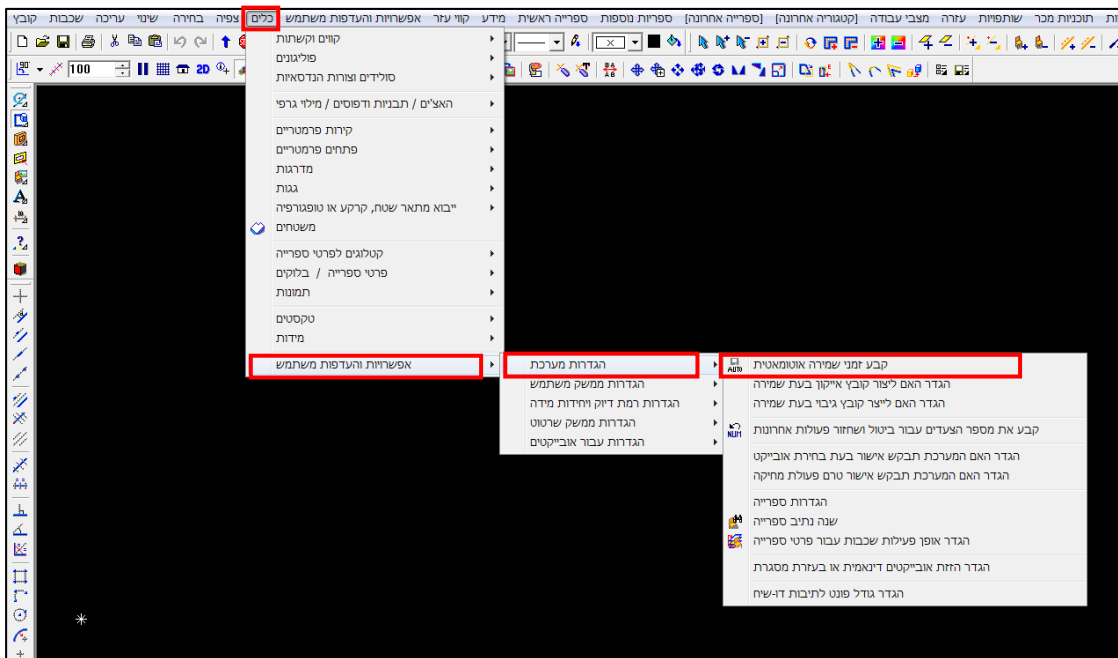 קובץ שכבות עריכה שינוי בחירה צפיה כלים אפשרויות והעדפות משתמש קווי עזר מידע ספרייה ראשית ספריות נוספות [ספרייה אחרונה] [קטגוריה אחרונה] מצבי עבודה עזרה שותפויות תוכניות מכר
100
2D
קווים וקשתות
פוליגונים
סולידים וצורות הנדסאיות
האצ'ים / תבניות ודפוסים / מילוי גרפי
קירות פרמטריים
פתחים פרמטריים
מדרגות
גגות
ייבוא מתאר שטח, קרקע או טופוגרפיה
משטחים
קטלוגים לפרטי ספרייה
פרטי ספרייה / בלוקים
תמונות
טקסטים
מידות
אפשרויות והעדפות משתמש
הגדרות מערכת
הגדרות ממשק משתמש
הגדרות רמת דיוק ויחידות מידה
הגדרות ממשק שרטוט
הגדרות עבור אובייקטים
קבע זמני שמירה אוטומאטית
AUTO
הגדר האם ליצור קובץ אייקון בעת שמירה
הגדר האם לייצר קובץ גיבוי בעת שמירה
קבע את מספר הצעדים עבור ביטול ושחזור פעולות אחרונות
NUM
הגדר האם המערכת תבקש אישור בעת בחירת אובייקט
הגדר האם המערכת תבקש אישור טרם פעולת מחיקה
הגדרות ספרייה
שנה נתיב ספרייה
הגדר אופן פעילות שכבות עבור פרטי ספרייה
הגדר הזזת אובייקטים דינאמית או בעזרת מסגרת
הגדר גודל פונט לתיבות דו-שיח